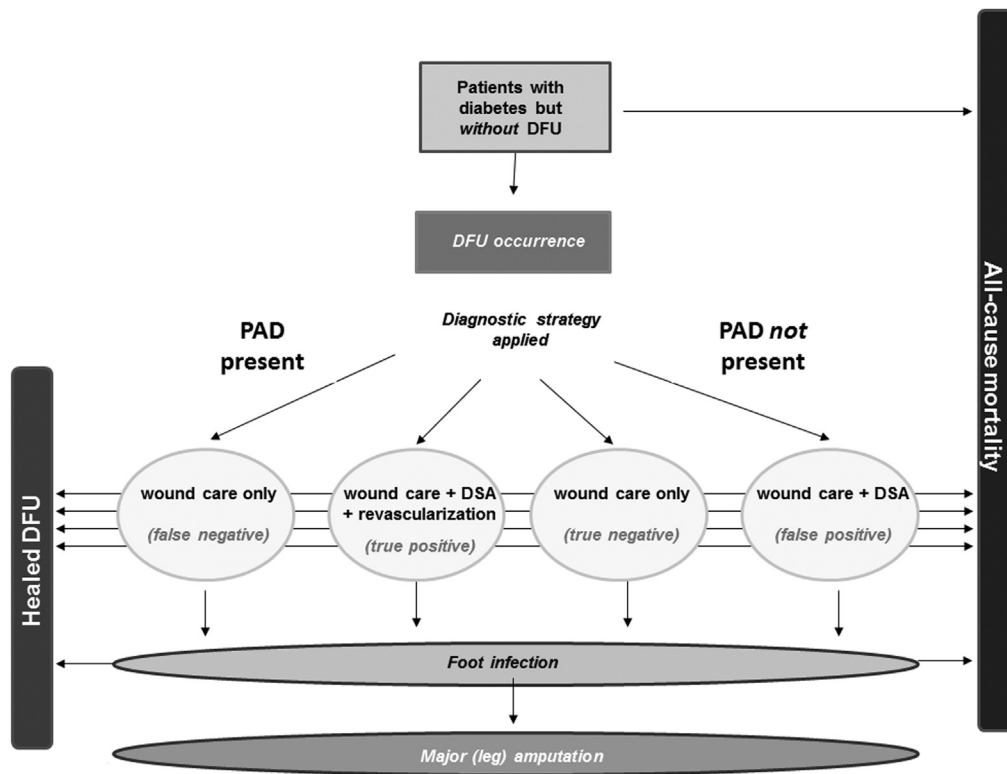 Patients with
diabetes but
without DFU
DFU occurrence
Diagnostic strategy
applied
PAD
present
PAD not
present
wound care only
(false negative)
wound care + DSA
+ revascularization
(true positive)
wound care only
(true negative)
wound care + DSA
(false positive)
Foot infection
Major (leg) amputation
Healed DFU
All-cause mortality